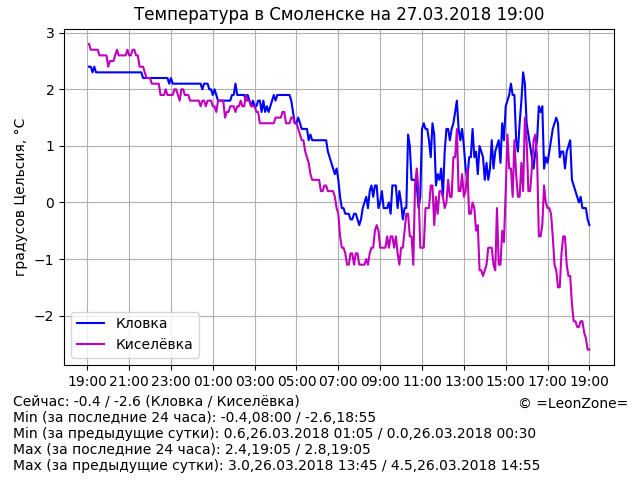 Температура в Смоленске на 27.03.2018 19:00
градусов Цельсия, °C
3
2
1
0
−1
−2
Кловка
Киселёвка
19:00 21:00 23:00 01:00 03:00 05:00 07:00 09:00 11:00 13:00 15:00 17:00 19:00
Сейчас: -0.4 / -2.6 (Кловка / Киселёвка)
© =LeonZone=
Min (за последние 24 часа): -0.4,08:00 / -2.6,18:55
Min (за предыдущие сутки): 0.6,26.03.2018 01:05 / 0.0,26.03.2018 00:30
Max (за последние 24 часа): 2.4,19:05 / 2.8,19:05
Max (за предыдущие сутки): 3.0,26.03.2018 13:45 / 4.5,26.03.2018 14:55